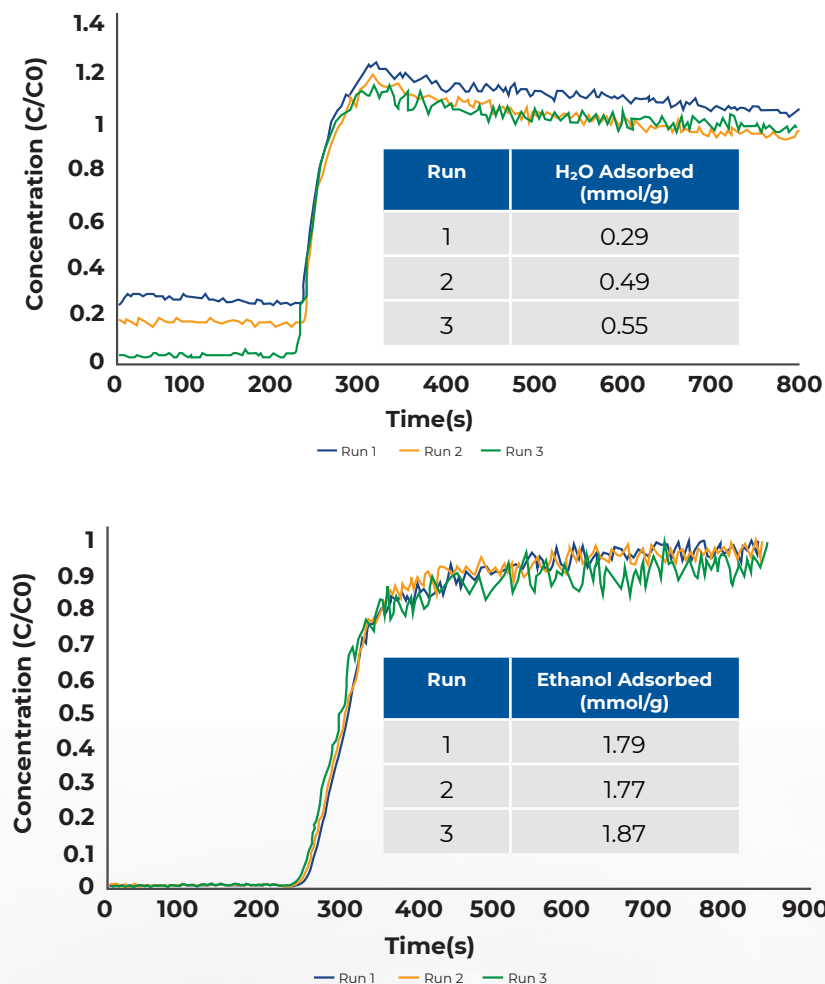 Concentration (C/C0)
1.4
1.2
1
0.8
0.6
0.4
0.2
0
Run H₂O Adsorbed
(mmol/g)
1 0.29
2 0.49
3 0.55
0 100 200 300 400 500 600 700 800
Time(s)
Run 1 Run 2 Run 3
Concentration (C/C0)
1
0.9
0.8
0.7
0.6
0.5
0.4
0.3
0.2
0.1
0
Run Ethanol Adsorbed
(mmol/g)
1 1.79
2 1.77
3 1.87
0 100 200 300 400 500 600 700 800 900
Time(s)
Run 1 Run 2 Run 3